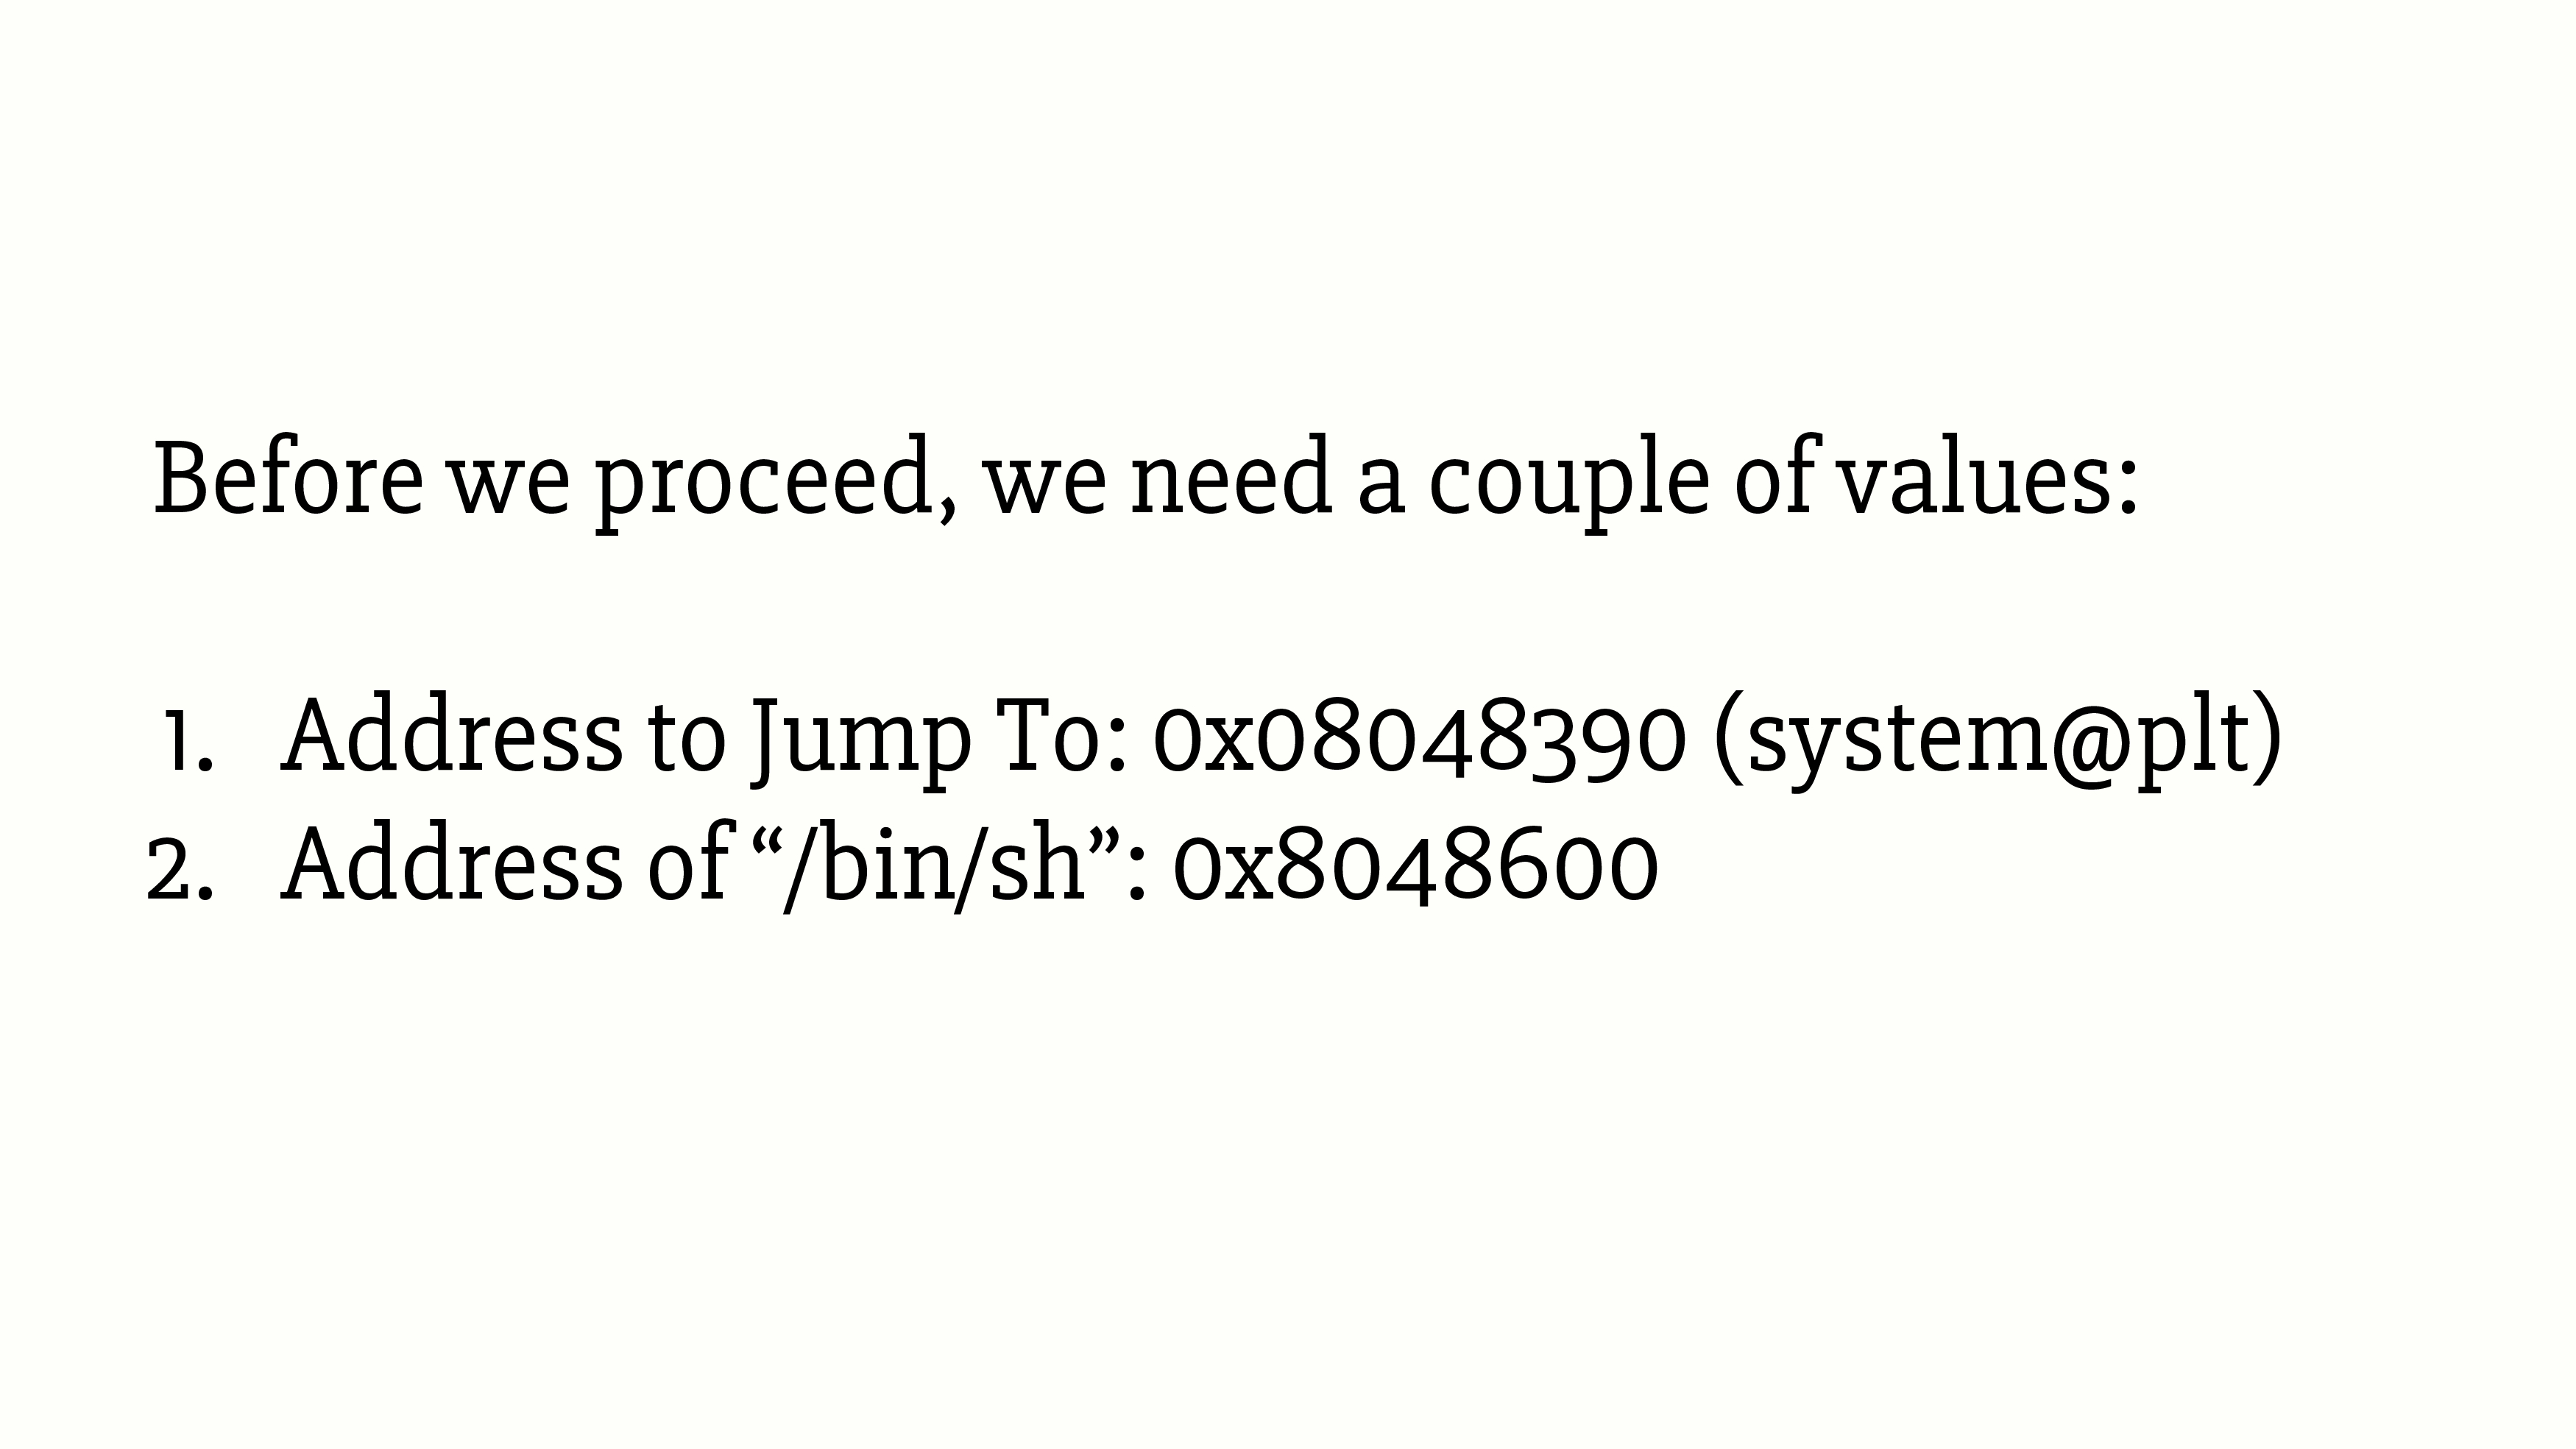 Before we proceed, we need a couple of values:
1. Address to Jump To: 0x08048390 (system@plt)
2. Address of “/bin/sh”: 0x8048600